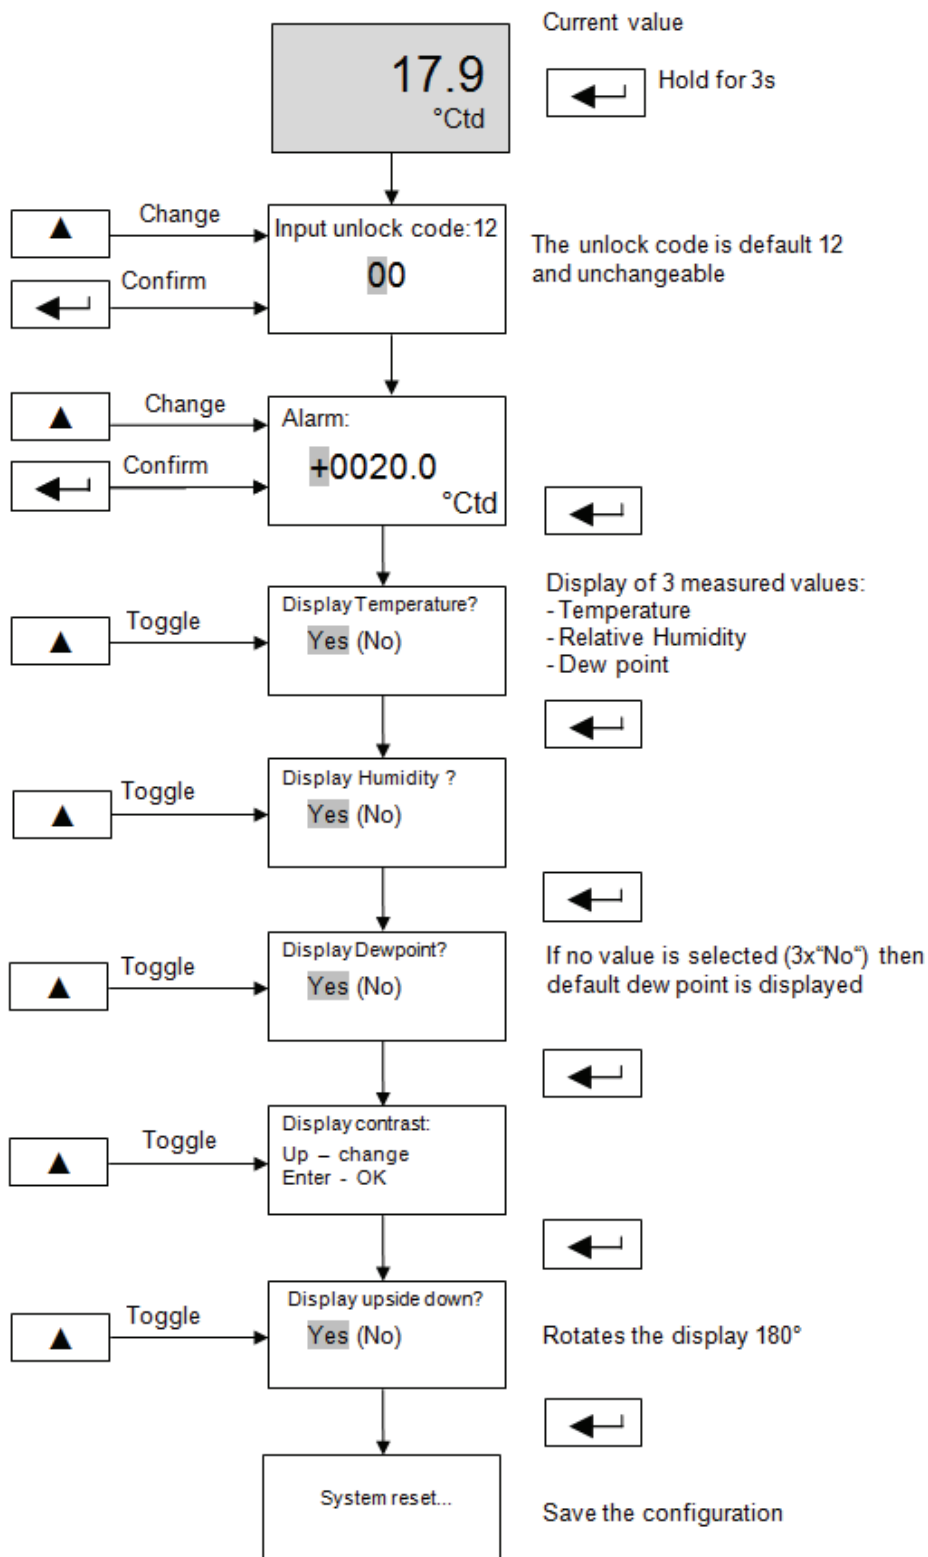 Current value
17.9
°Ctd
Hold for 3s
Change
Input unlock code:12
00
Confirm
The unlock code is default 12
and unchangeable
Change
Alarm:
+0020.0
°Ctd
Confirm
Display Temperature?
Yes (No)
Toggle
Display of 3 measured values:
- Temperature
- Relative Humidity
- Dew point
Display Humidity ?
Yes (No)
Toggle
Display Dewpoint?
Yes (No)
Toggle
If no value is selected (3x“No“) then
default dew point is displayed
Display contrast:
Up – change
Enter - OK
Toggle
Display upside down?
Yes (No)
Toggle
Rotates the display 180°
System reset...
Save the configuration